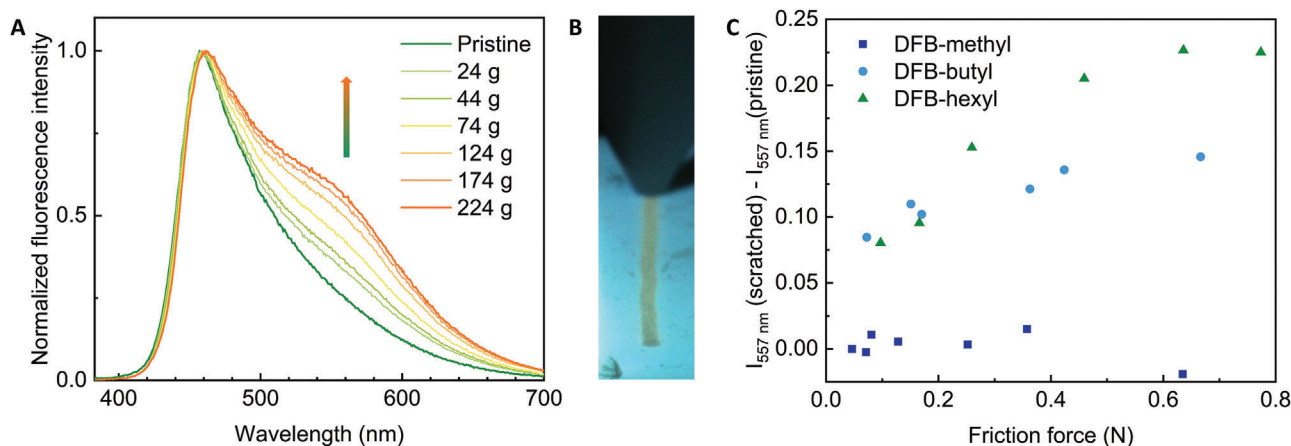 A
Normalized fluorescence intensity
1.0
0.5
0.0
400
500
600
700
Wavelength (nm)
Pristine
24 g
44 g
74 g
124 g
174 g
224 g
B
C
I557 nm (scratched) - I557 nm(pristine)
0.25
0.20
0.15
0.10
0.05
0.00
0.0
0.2
0.4
0.6
0.8
Friction force (N)
DFB-methyl
DFB-butyl
DFB-hexyl